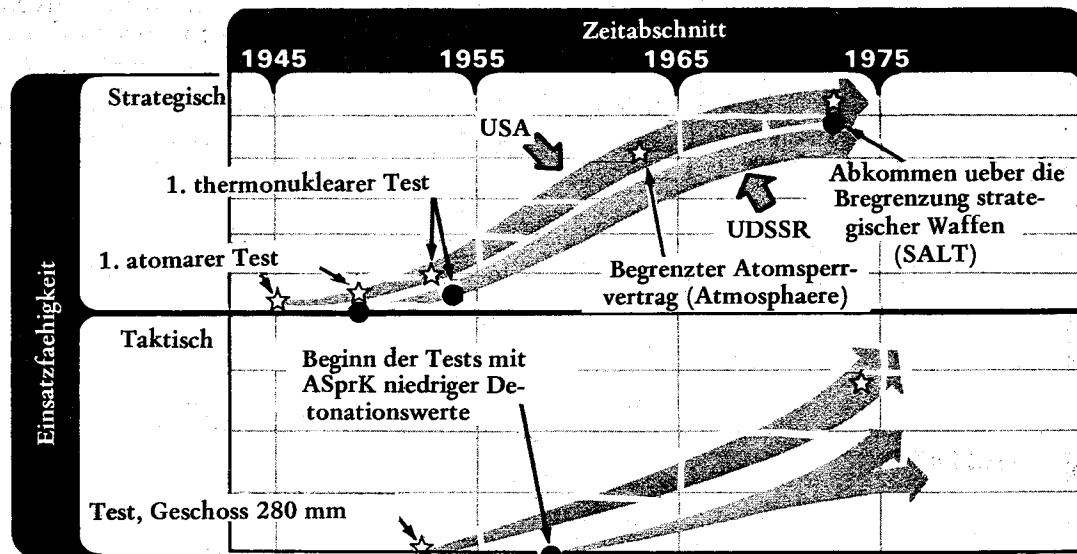 Zeitabschnitt
1945 1955 1965 1975
Einsatzfaehigkeit
Strategisch
USA
1. thermonuklearer Test
1. atomarer Test
UDSSR
Abkommen ueber die
Bregrenzung strate-
gischer Waffen
(SALT)
Begrenzter Atomsperr-
vertrag (Atmosphaere)
Taktisch
Beginn der Tests mit
ASprK niedriger De-
tonationswerte
Test, Geschoss 280 mm